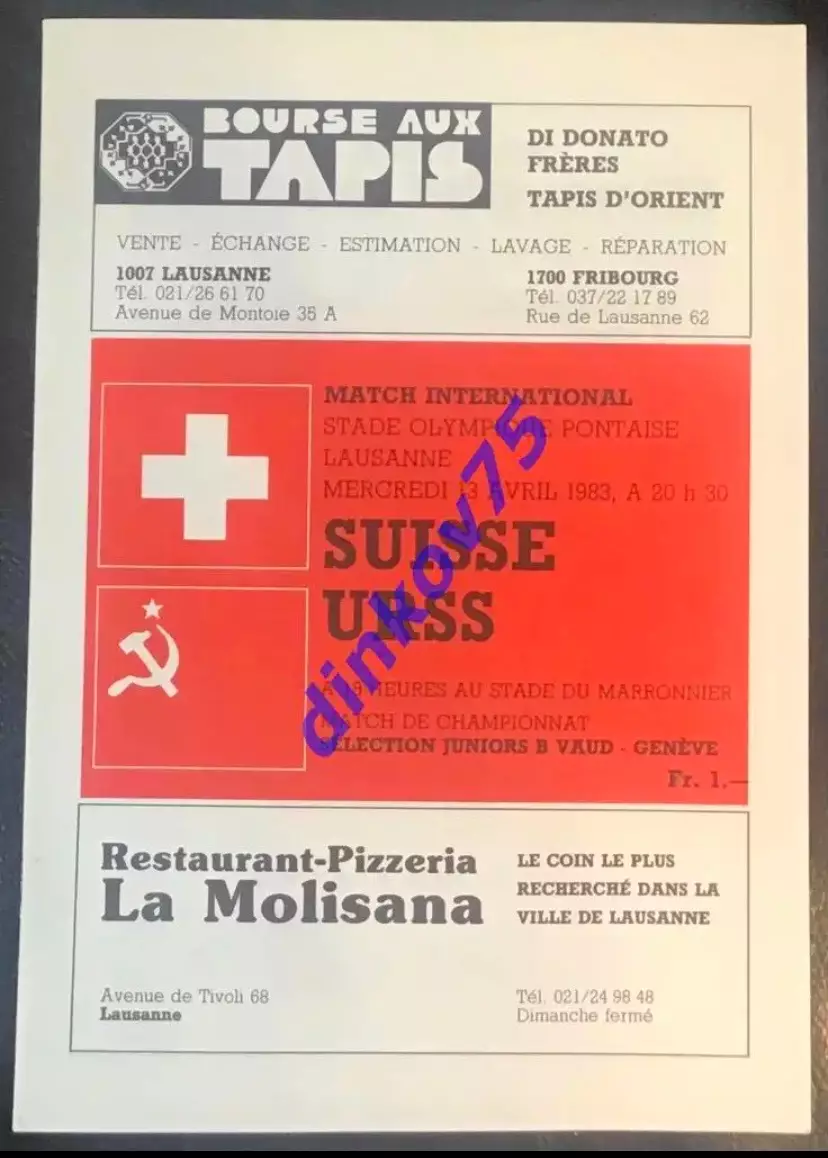 BOURSE AUX
TAPIS
DI DONATO
FRÈRES
TAPIS D'ORIENT
VENTE - ÉCHANGE - ESTIMATION - LAVAGE - RÉPARATION
1007 LAUSANNE
Tél. 021/26 61 70
Avenue de Montoie 35 A
1700 FRIBOURG
Tél. 037/22 17 89
Rue de Lausanne 62
MATCH INTERNATIONAL
STADE OLYMPIQUE PONTAISE
LAUSANNE
MERCREDI 13 AVRIL 1983, A 20 h 30
SUISSE
URSS
A 18 HEURES AU STADE DU MARRONNIER
MATCH DE CHAMPIONNAT
SÉLECTION JUNIORS B VAUD - GENÈVE
Fr. 1.—
dinkov75
Restaurant-Pizzeria
La Molisana
LE COIN LE PLUS
RECHERCHÉ DANS LA
VILLE DE LAUSANNE
Avenue de Tivoli 68
Lausanne
Tél. 021/24 98 48
Dimanche fermé